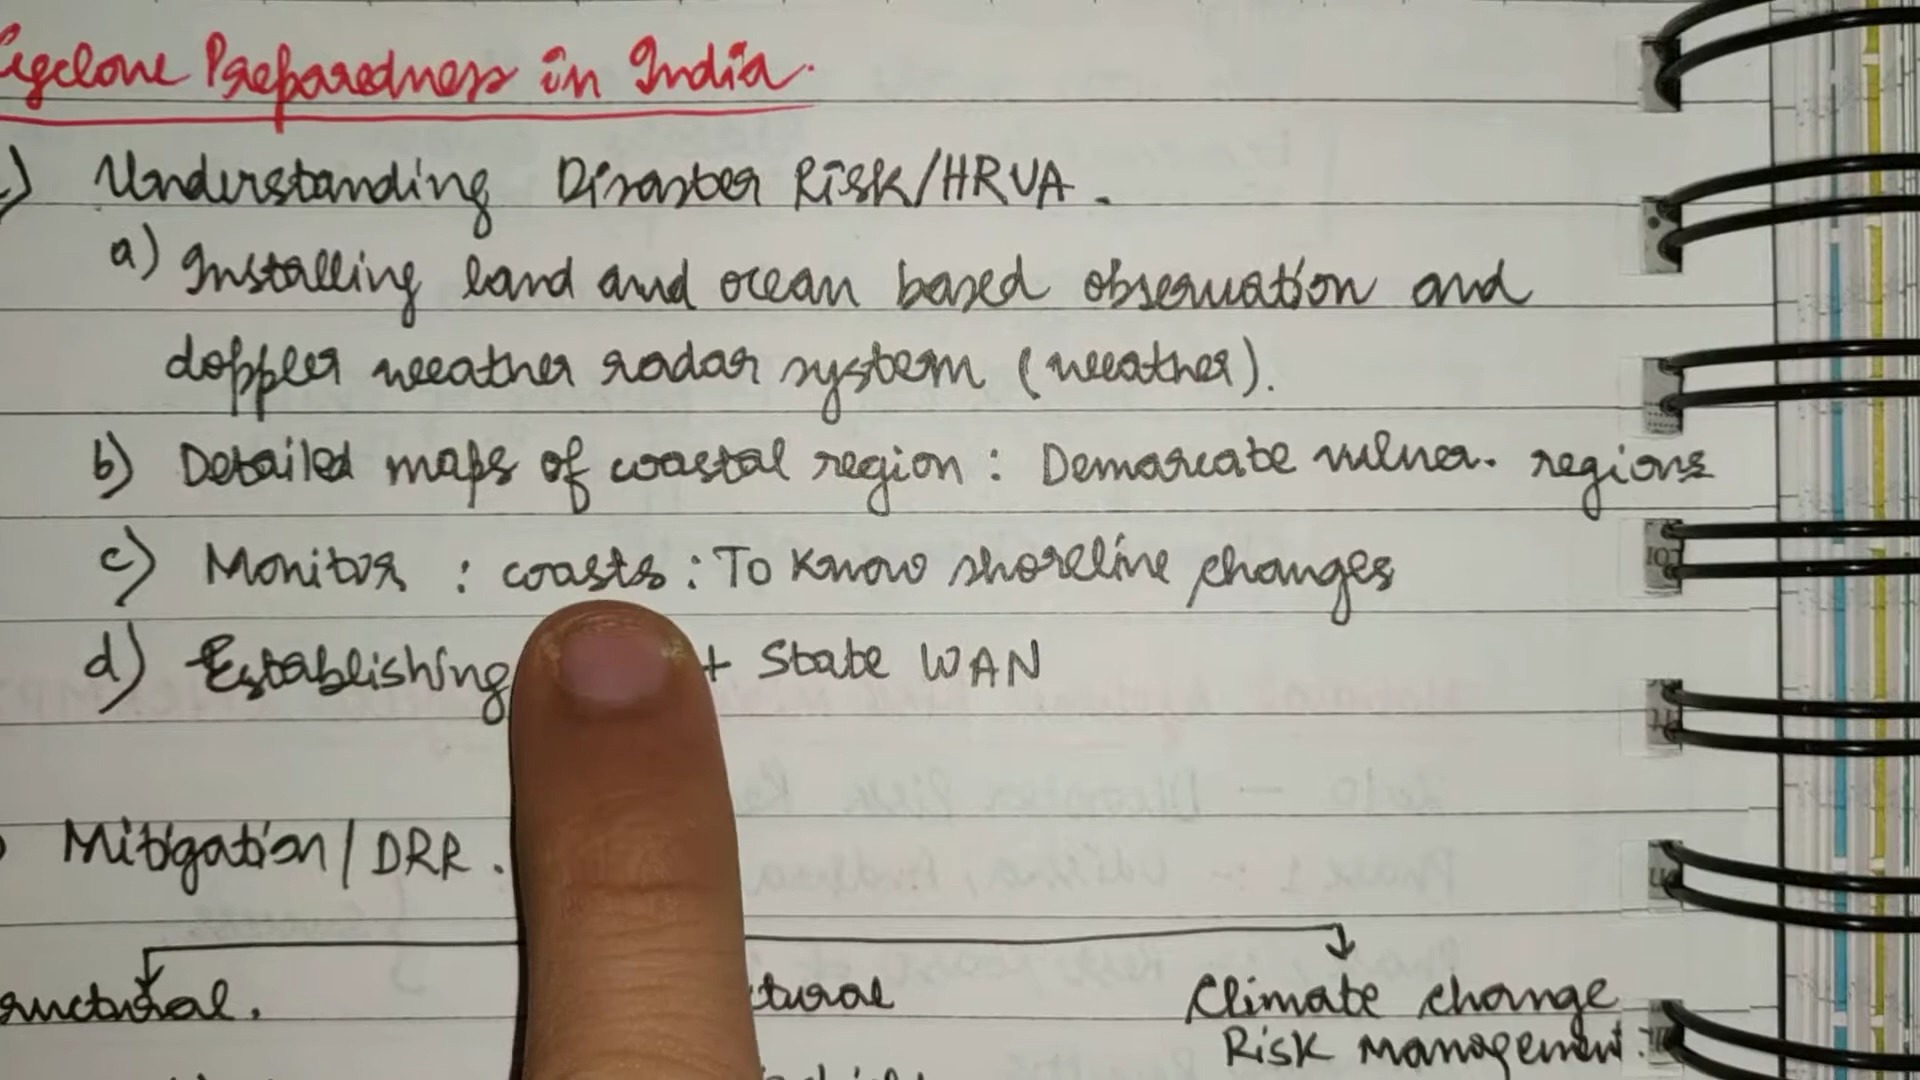 Cyclone Preparedness in India.
Understanding Disaster Risk/HRVA.
a) Installing land and ocean based observation and
doppler weather radar system (weather).
b) Detailed maps of coastal region : Demarcate vulner. regions
c) Monitor : coasts : To know shoreline changes
d) Establishing + State WAN
Mitigation/DRR.
ructural. tural Climate change
Risk Management.